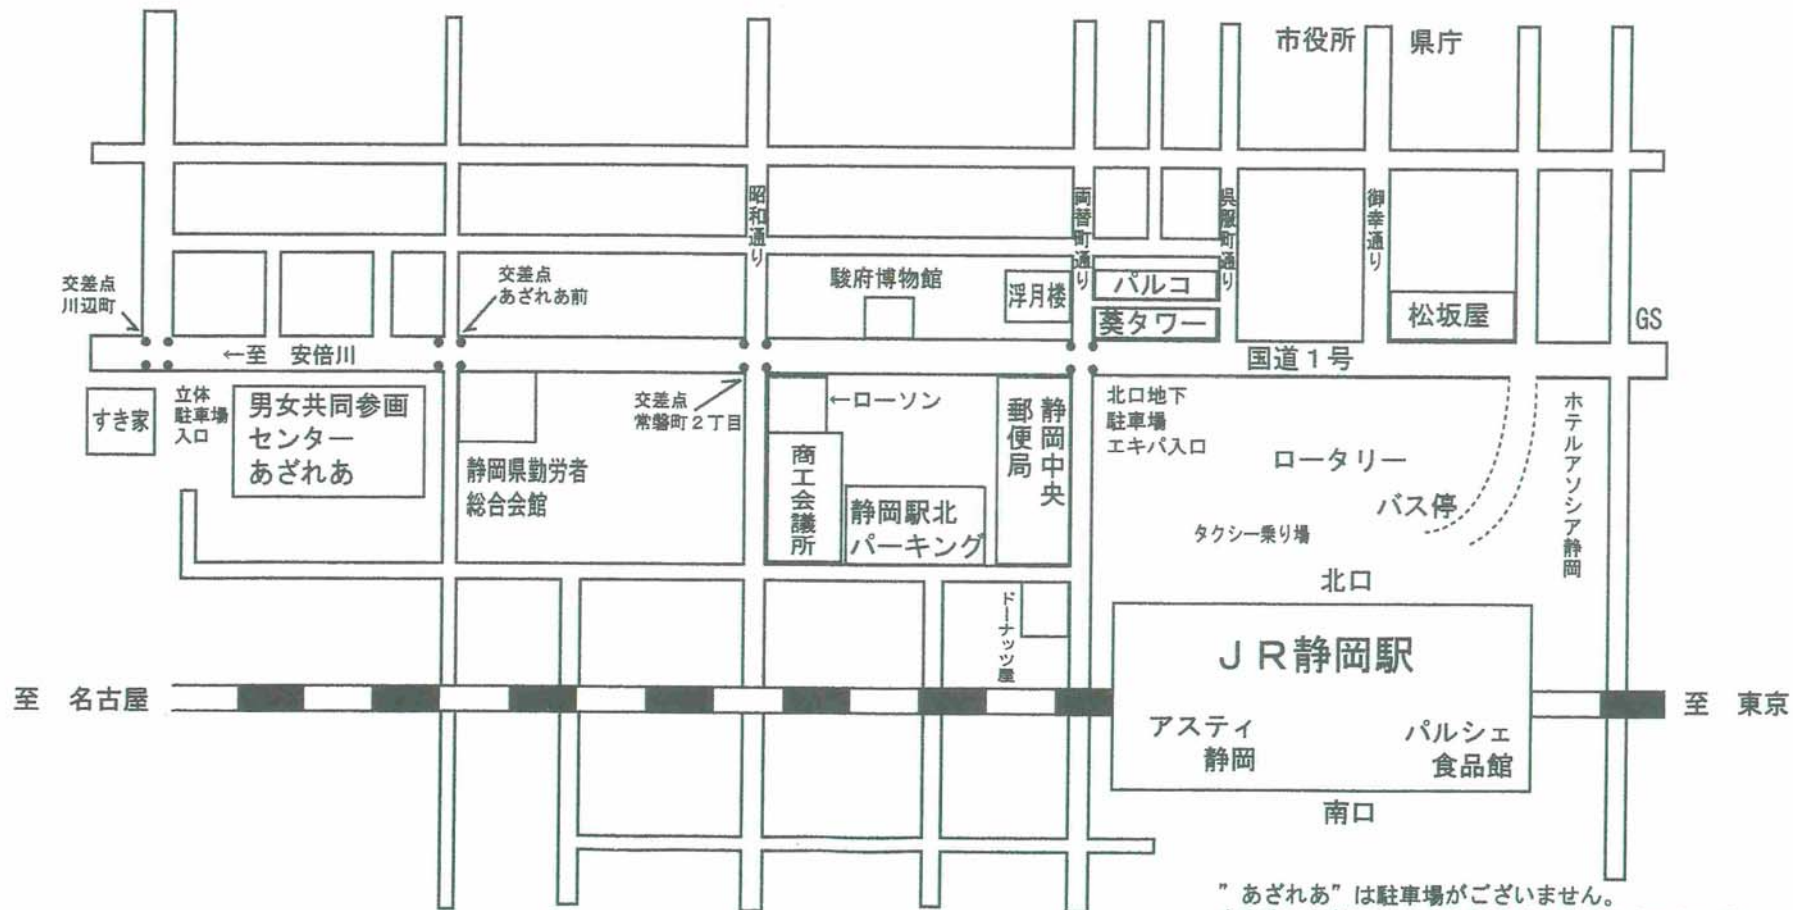 市役所
県庁
昭和通り
両替町通り
呉服町通り
御幸通り
交差点
川辺町
交差点
あざれあ前
駿府博物館
浮月楼
パルコ
葵タワー
松坂屋
GS
←至 安倍川
国道1号
すき家
立体
駐車場
入口
男女共同参画
センター
あざれあ
静岡県勤労者
総合会館
交差点
常磐町2丁目
←ローソン
商工会議所
静岡駅北
パーキング
静岡中央
郵便局
北口地下
駐車場
エキパ入口
ロータリー
バス停
タクシー乗り場
ホテルアソシア静岡
北口
ドーナッツ屋
JR静岡駅
至 名古屋
至 東京
アスティ
静岡
パルシェ
食品館
南口
”あざれあ”は駐車場がございません。